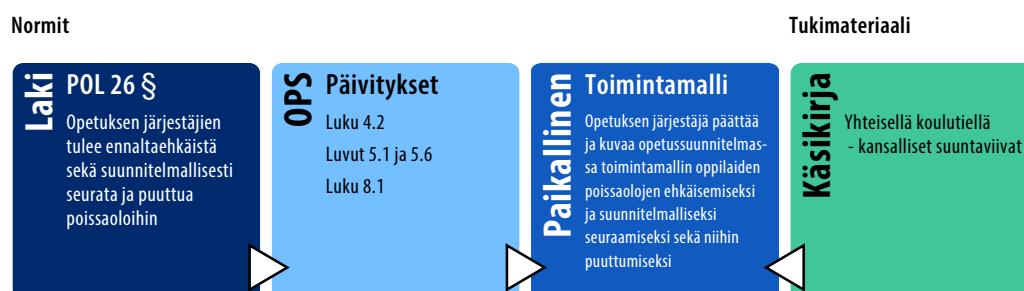 Normit
Tukimateriaali
Laki
POL 26 §
Opetuksen järjestäjien
tulee ennaltaehkäistä
sekä suunnitelmallisesti
seurata ja puuttua
poissaoloihin
OPS
Päivitykset
Luku 4.2
Luvut 5.1 ja 5.6
Luku 8.1
Paikallinen
Toimintamalli
Opetuksen järjestäjä päättää
ja kuvaa opetussuunnitelmas-
sa toimintamallin oppilaiden
poissaolojen ehkäisemiseksi
ja suunnitelmalliseksi
seuraamiseksi sekä niihin
puuttumiseksi
Käsikirja
Yhteisellä koulutiellä
- kansalliset suuntaviivat